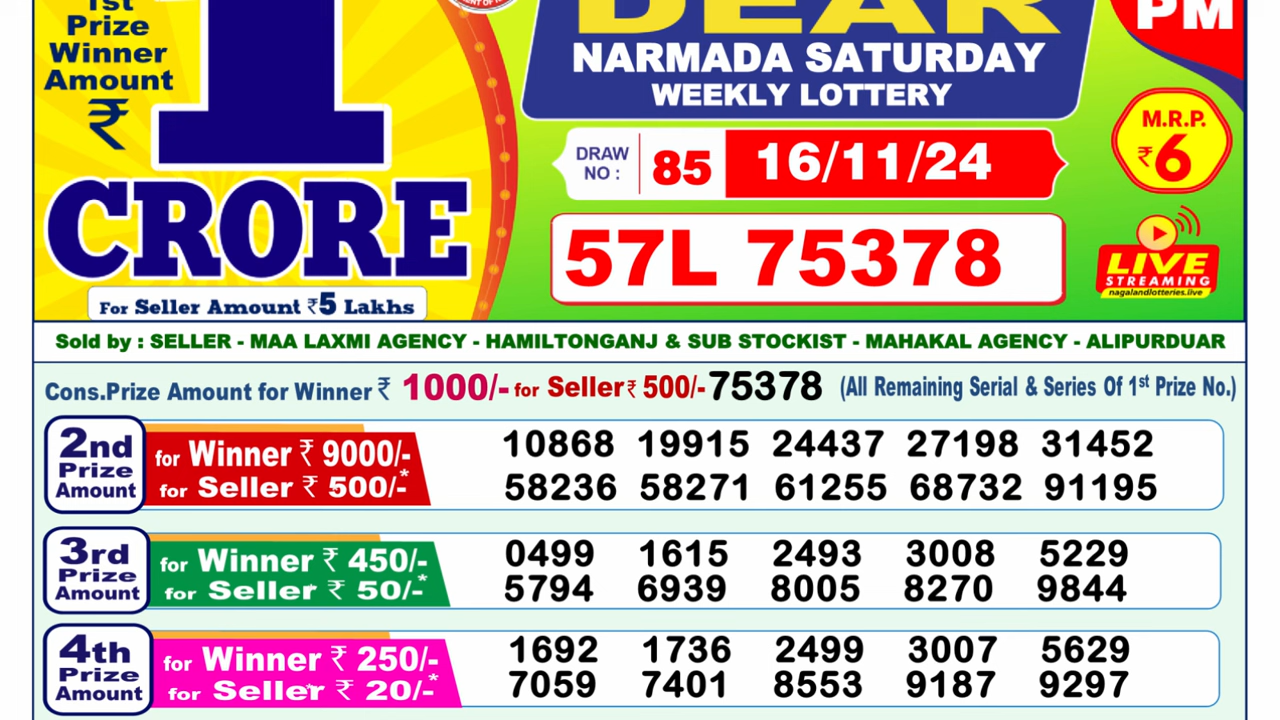 1st
Prize
Winner
Amount
₹
1
CRORE
For Seller Amount ₹5 Lakhs
DEAR
NARMADA SATURDAY
WEEKLY LOTTERY
PM
DRAW
NO :
85
16/11/24
M.R.P.
₹6
57L 75378
LIVE
STREAMING
nagalandlotteries.live
Sold by : SELLER - MAA LAXMI AGENCY - HAMILTONGANJ & SUB STOCKIST - MAHAKAL AGENCY - ALIPURDUAR
Cons.Prize Amount for Winner ₹ 1000/- for Seller ₹ 500/- 75378 (All Remaining Serial & Series Of 1st Prize No.)
2nd
Prize
Amount
for Winner ₹ 9000/-
for Seller ₹ 500/-*
10868 19915 24437 27198 31452
58236 58271 61255 68732 91195
3rd
Prize
Amount
for Winner ₹ 450/-
for Seller ₹ 50/-*
0499 1615 2493 3008 5229
5794 6939 8005 8270 9844
4th
Prize
Amount
for Winner ₹ 250/-
for Seller ₹ 20/-*
1692 1736 2499 3007 5629
7059 7401 8553 9187 9297